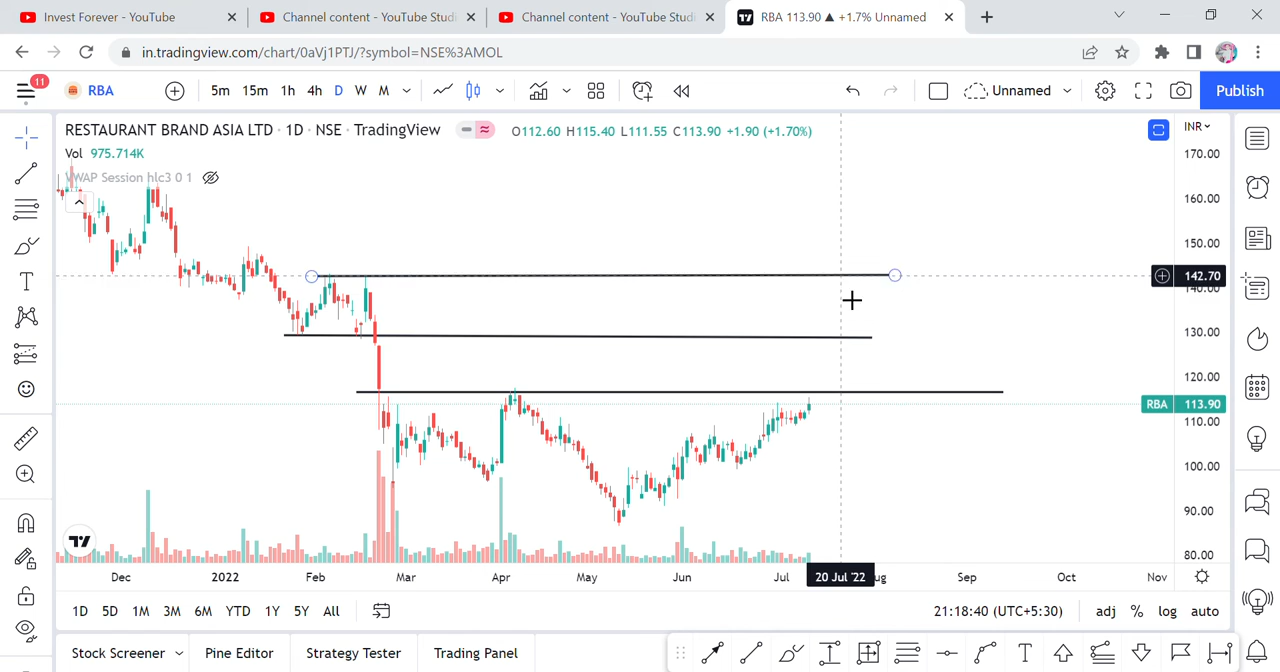 Invest Forever - YouTube
Channel content - YouTube Studi
Channel content - YouTube Studi
RBA 113.90 ▲ +1.7% Unnamed
in.tradingview.com/chart/0aVj1PTJ/?symbol=NSE%3AMOL
11
RBA
5m 15m 1h 4h D W M
Unnamed
Publish
RESTAURANT BRAND ASIA LTD · 1D · NSE · TradingView
O112.60 H115.40 L111.55 C113.90 +1.90 (+1.70%)
INR
Vol 975.714K
VWAP Session hlc3 0 1
170.00
160.00
150.00
142.70
140.00
130.00
120.00
RBA 113.90
110.00
100.00
90.00
80.00
Dec 2022 Feb Mar Apr May Jun Jul 20 Jul '22 ug Sep Oct Nov
1D 5D 1M 3M 6M YTD 1Y 5Y All
21:18:40 (UTC+5:30)
adj % log auto
Stock Screener
Pine Editor
Strategy Tester
Trading Panel